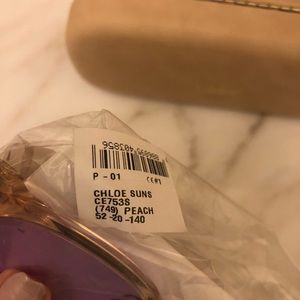 P - 01
CHLOE SUNS
CE753S
(749) PEACH
52 -20 -140